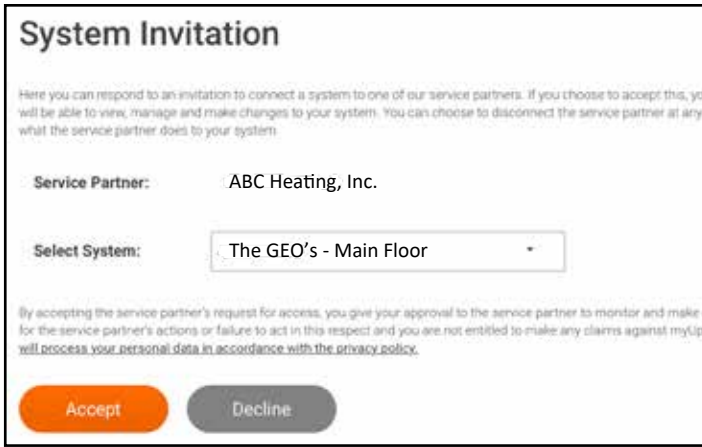 System Invitation
Here you can respond to an invitation to connect a system to one of our service partners. If you choose to accept this, yo
will be able to view, manage and make changes to your system. You can choose to disconnect the service partner at any
what the service partner does to your system
Service Partner: ABC Heating, Inc.
Select System: The GEO's - Main Floor
By accepting the service partner's request for access, you give your approval to the service partner to monitor and make
for the service partner's actions or failure to act in this respect and you are not entitled to make any claims against myUp
will process your personal data in accordance with the privacy policy.
Accept Decline